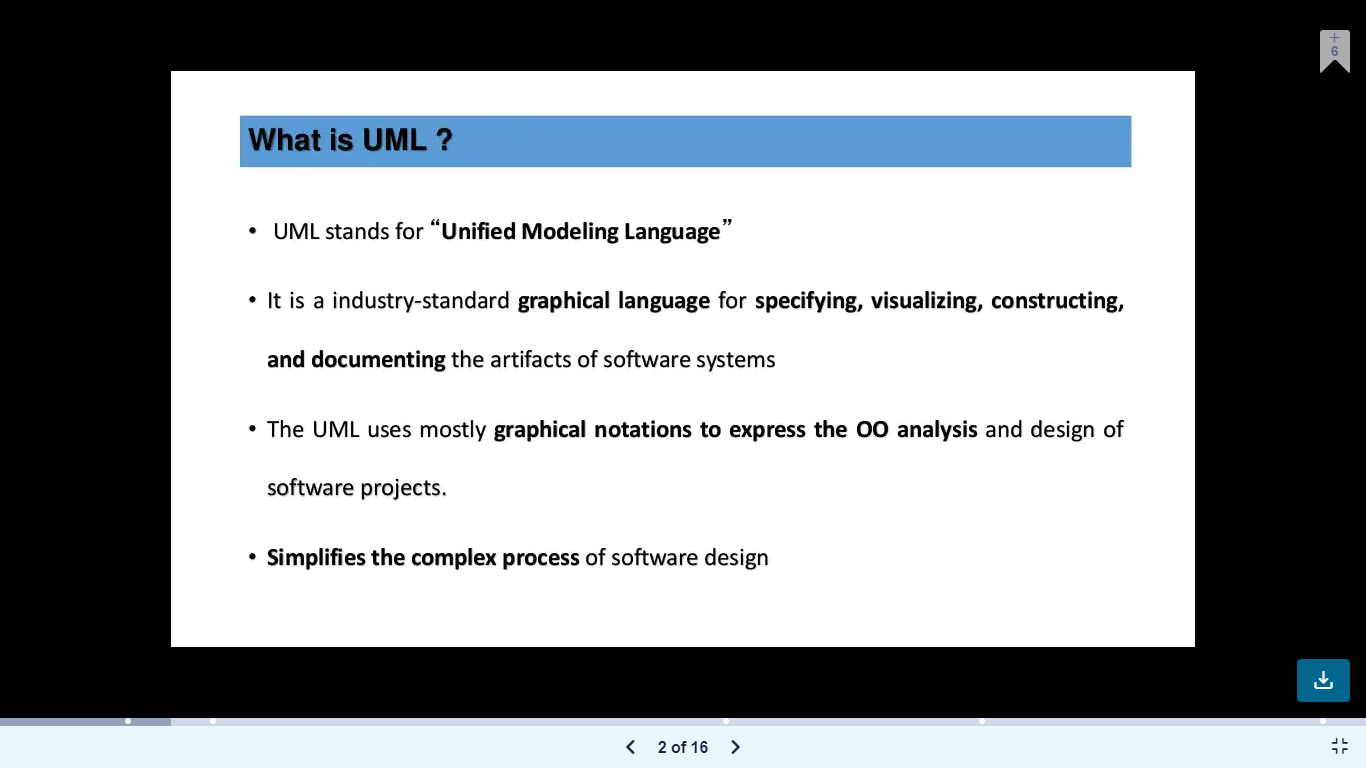 +
6
What is UML ?
• UML stands for “Unified Modeling Language”
• It is a industry-standard graphical language for specifying, visualizing, constructing,
and documenting the artifacts of software systems
• The UML uses mostly graphical notations to express the OO analysis and design of
software projects.
• Simplifies the complex process of software design
2 of 16